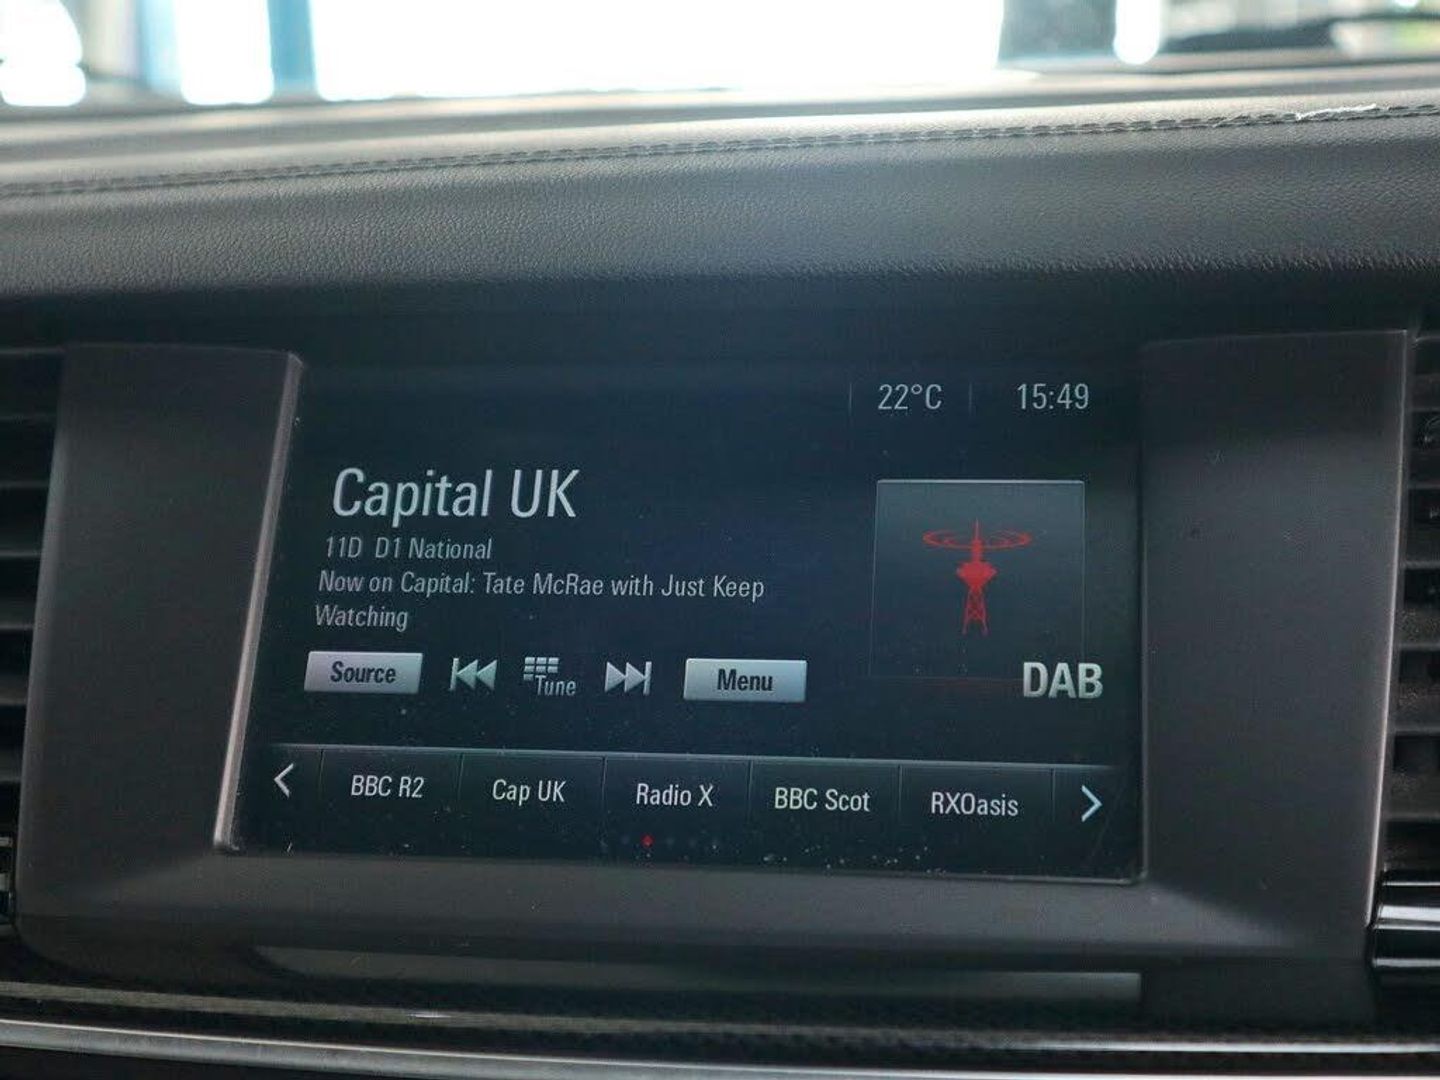 22°C 15:49
Capital UK
11D D1 National
Now on Capital: Tate McRae with Just Keep
Watching
Source Tune Menu
DAB
BBC R2 Cap UK Radio X BBC Scot RXOasis